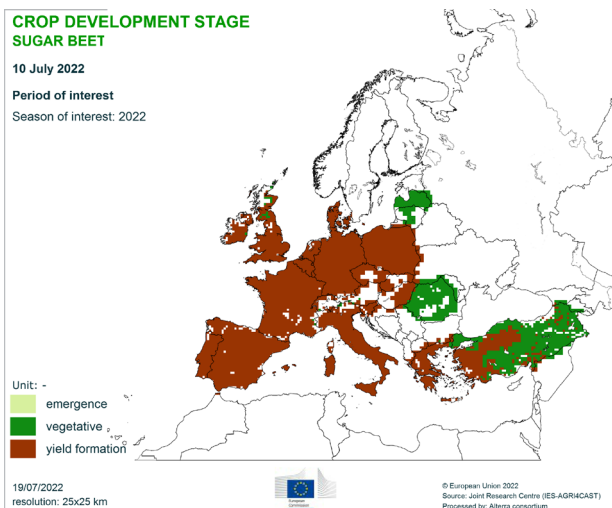 CROP DEVELOPMENT STAGE
SUGAR BEET
10 July 2022
Period of interest
Season of interest: 2022
Unit: -
emergence
vegetative
yield formation
19/07/2022
resolution: 25x25 km
European
Commission
© European Union 2022
Source: Joint Research Centre (IES-AGRI4CAST)
Processed by: Alterra consortium